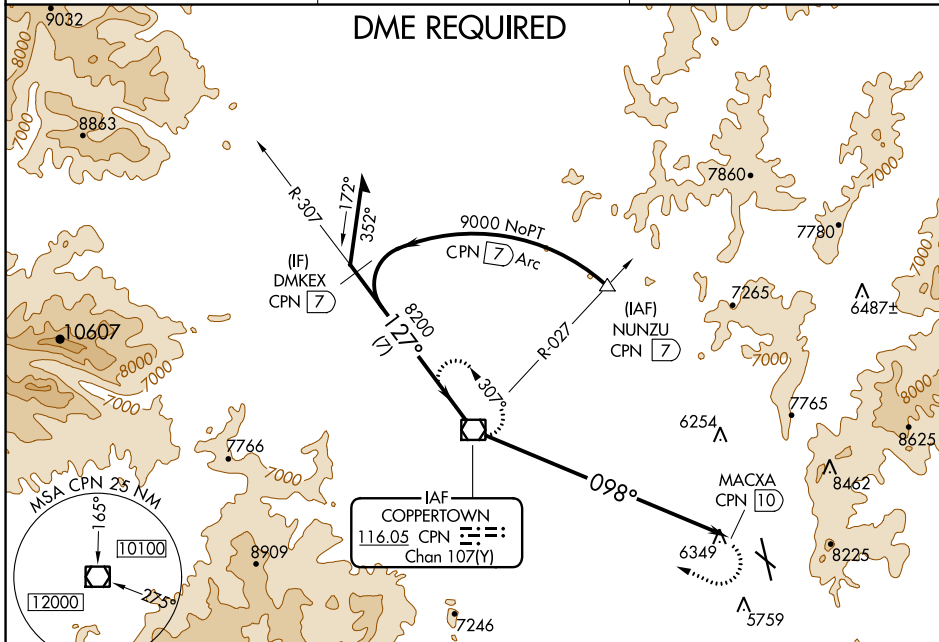 DME REQUIRED
9032
8000
7000
8863
7860
7000
7780
R-307
172°
352°
9000 NoPT
CPN 7 Arc
(IF)
DMKEX
CPN 7
(IAF)
NUNZU
CPN 7
R-027
7265
6487±
10607
8000
7000
7000
8200
127°
(7)
307°
7000
8000
7765
6254
8625
7766
7000
098°
MACXA
CPN 10
8462
MSA CPN 25 NM
165°
10100
12000
275°
IAF
COPPERTOWN
116.05 CPN
Chan 107(Y)
8909
6349
8225
5759
7246